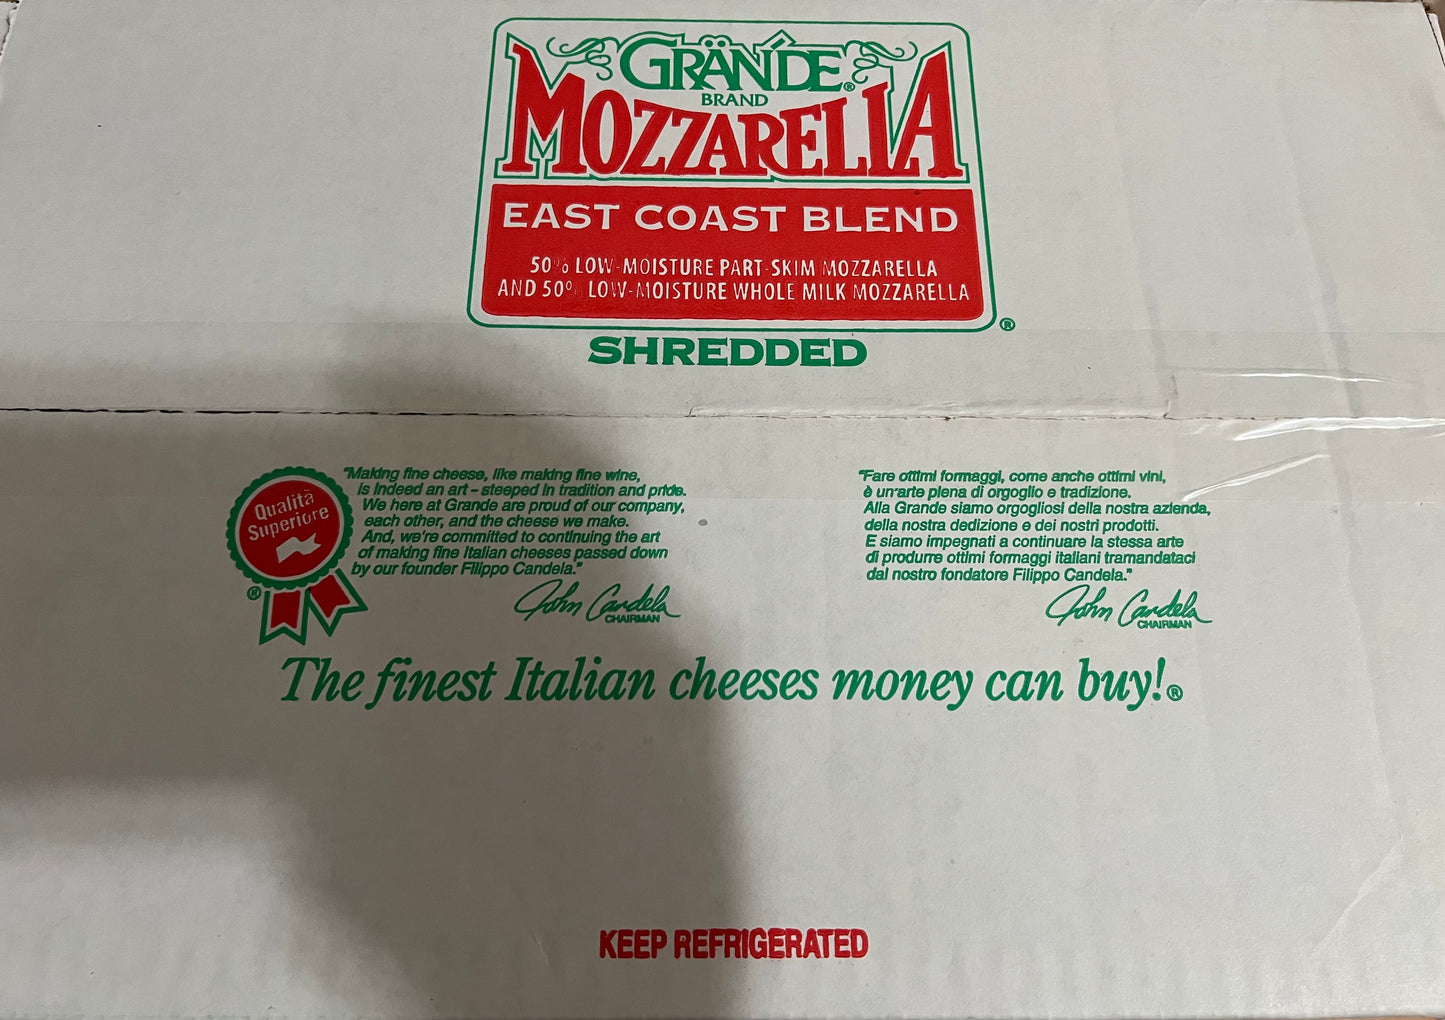 GRÄNDE®
BRAND
MOZZARELLA
EAST COAST BLEND
50% LOW-MOISTURE PART-SKIM MOZZARELLA
AND 50% LOW-MOISTURE WHOLE MILK MOZZARELLA
®
SHREDDED
Qualità
Superiore
®
"Making fine cheese, like making fine wine,
is indeed an art – steeped in tradition and pride.
We here at Grande are proud of our company,
each other, and the cheese we make.
And, we're committed to continuing the art
of making fine Italian cheeses passed down
by our founder Filippo Candela."
John Candela
CHAIRMAN
"Fare ottimi formaggi, come anche ottimi vini,
è un'arte piena di orgoglio e tradizione.
Alla Grande siamo orgogliosi della nostra azienda,
della nostra dedizione e dei nostri prodotti.
E siamo impegnati a continuare la stessa arte
di produrre ottimi formaggi italiani tramandataci
dal nostro fondatore Filippo Candela."
John Candela
CHAIRMAN
The finest Italian cheeses money can buy!®
KEEP REFRIGERATED